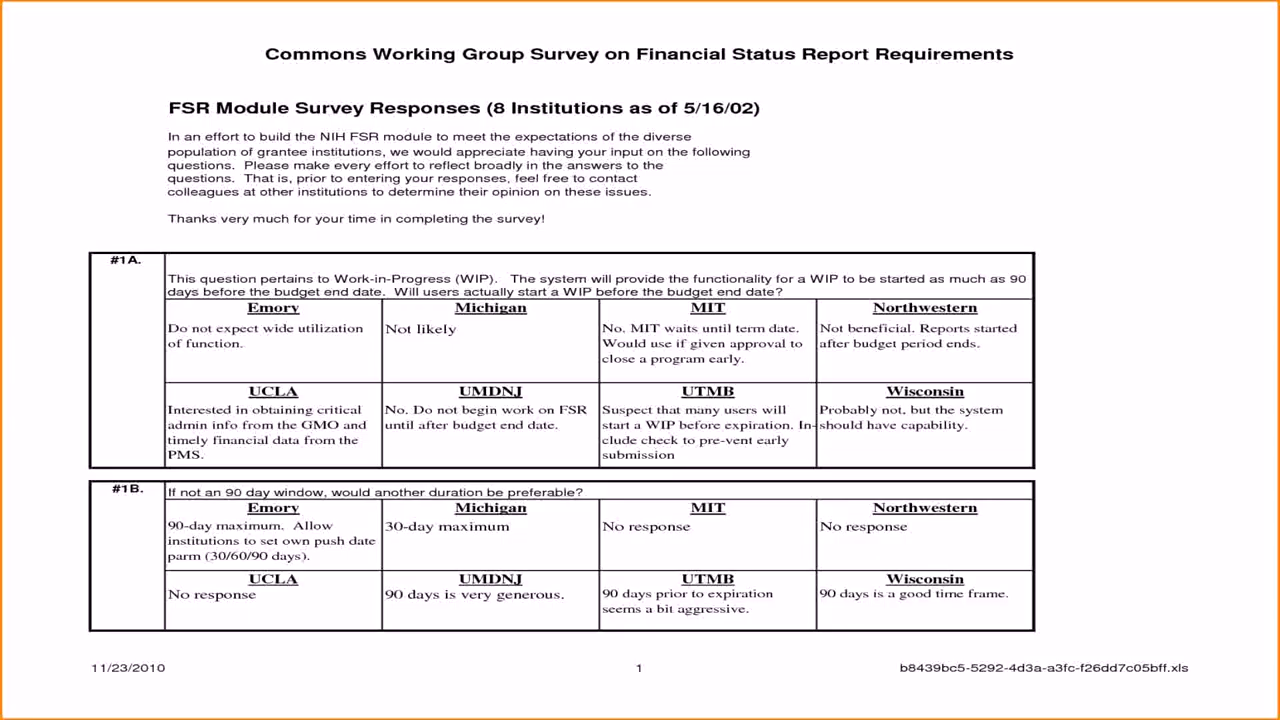 Commons Working Group Survey on Financial Status Report Requirements
FSR Module Survey Responses (8 Institutions as of 5/16/02)
In an effort to build the NIH FSR module to meet the expectations of the diverse
population of grantee institutions, we would appreciate having your input on the following
questions.  Please make every effort to reflect broadly in the answers to the
questions.  That is, prior to entering your responses, feel free to contact
colleagues at other institutions to determine their opinion on these issues.
Thanks very much for your time in completing the survey!
#1A.
This question pertains to Work-in-Progress (WIP).   The system will provide the functionality for a WIP to be started as much as 90
days before the budget end date.  Will users actually start a WIP before the budget end date?
Emory
Do not expect wide utilization
of function.
Michigan
Not likely
MIT
No. MIT waits until term date.
Would use if given approval to
close a program early.
Northwestern
Not beneficial. Reports started
after budget period ends.
UCLA
Interested in obtaining critical
admin info from the GMO and
timely financial data from the
PMS.
UMDNJ
No. Do not begin work on FSR
until after budget end date.
UTMB
Suspect that many users will
start a WIP before expiration. In-
clude check to pre-vent early
submission
Wisconsin
Probably not, but the system
should have capability.
#1B.
If not an 90 day window, would another duration be preferable?
Emory
90-day maximum.  Allow
institutions to set own push date
parm (30/60/90 days).
Michigan
30-day maximum
MIT
No response
Northwestern
No response
UCLA
No response
UMDNJ
90 days is very generous.
UTMB
90 days prior to expiration
seems a bit aggressive.
Wisconsin
90 days is a good time frame.
11/23/2010
1
b8439bc5-5292-4d3a-a3fc-f26dd7c05bff.xls